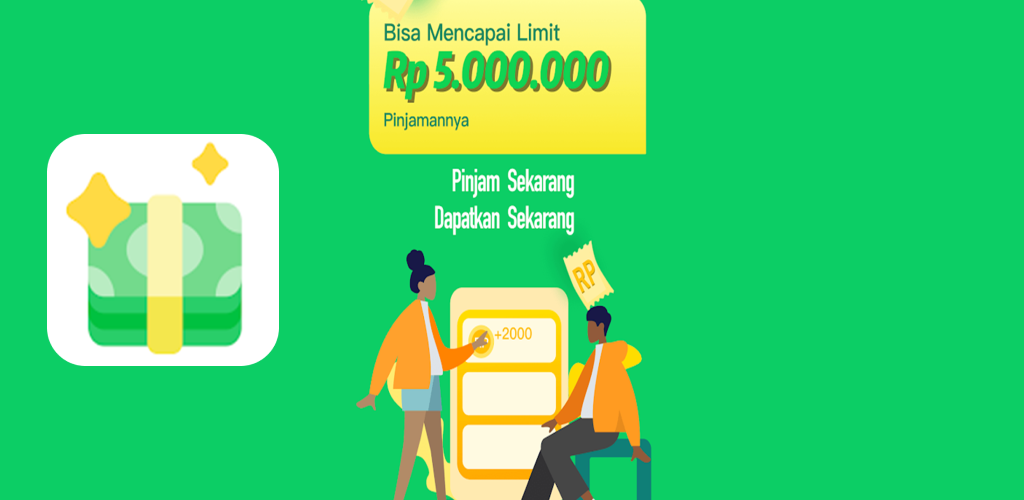 Bisa Mencapai Limit
Rp 5.000.000
Pinjamannya
Pinjam Sekarang
Dapatkan Sekarang
RP
+2000